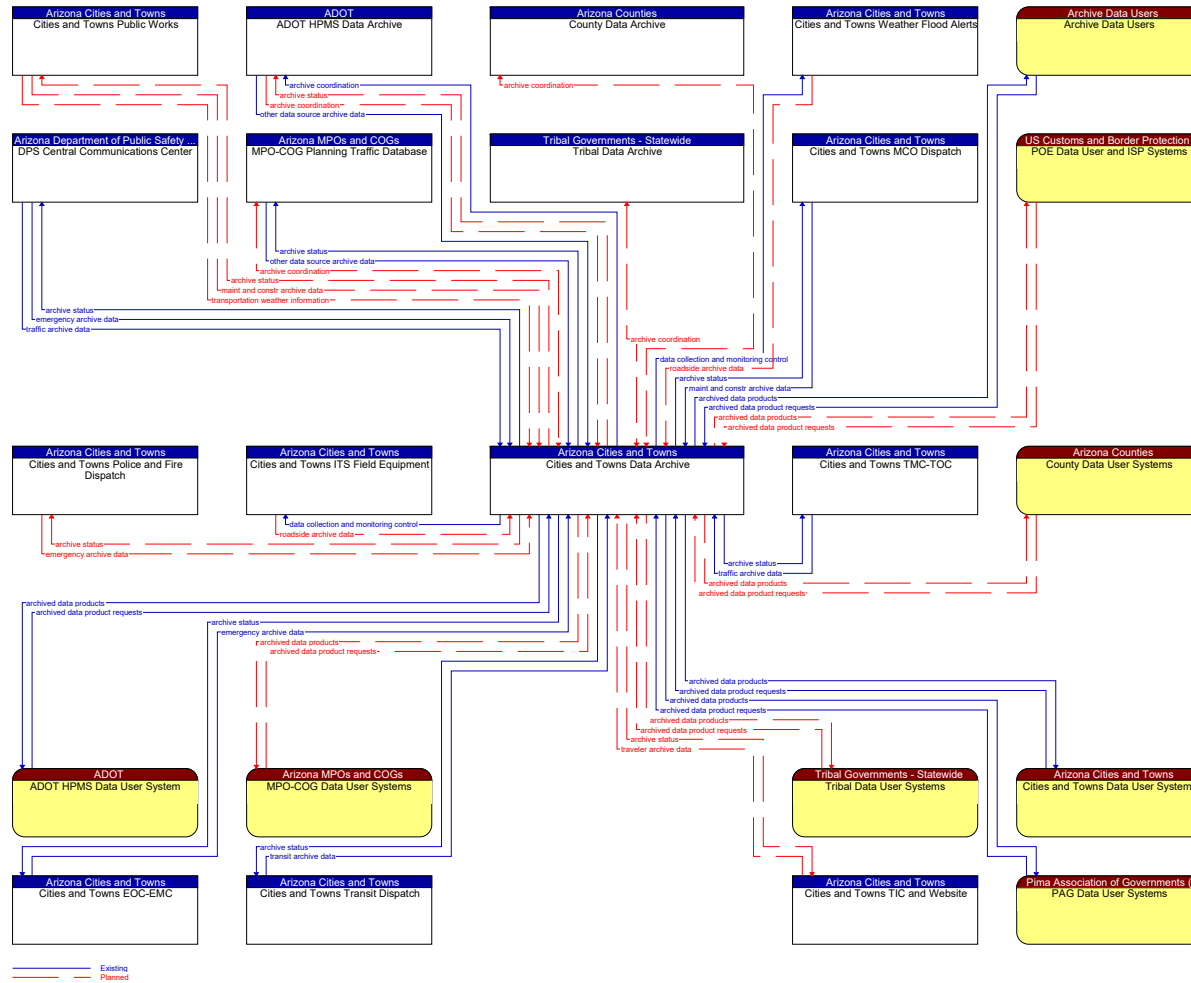 Arizona Cities and Towns
Cities and Towns Public Works
ADOT
ADOT HPMS Data Archive
Arizona Counties
County Data Archive
Arizona Cities and Towns
Cities and Towns Weather Flood Alerts
Archive Data Users
Archive Data Users
archive coordination
archive status
archive coordination
other data source archive data
archive coordination
Arizona Department of Public Safety ...
DPS Central Communications Center
Arizona MPOs and COGs
MPO-COG Planning Traffic Database
Tribal Governments - Statewide
Tribal Data Archive
Arizona Cities and Towns
Cities and Towns MCO Dispatch
US Customs and Border Protection
POE Data User and ISP Systems
archive status
other data source archive data
archive coordination
archive status
maint and constr archive data
transportation weather information
archive status
emergency archive data
traffic archive data
archive coordination
data collection and monitoring control
roadside archive data
archive status
maint and constr archive data
archived data products
archived data product requests
archived data products
archived data product requests
Arizona Cities and Towns
Cities and Towns Police and Fire
Dispatch
Arizona Cities and Towns
Cities and Towns ITS Field Equipment
Arizona Cities and Towns
Cities and Towns Data Archive
Arizona Cities and Towns
Cities and Towns TMC-TOC
Arizona Counties
County Data User Systems
data collection and monitoring control
roadside archive data
archive status
emergency archive data
archive status
traffic archive data
archived data products
archived data product requests
archived data products
archived data product requests
archive status
emergency archive data
archived data products
archived data product requests
archived data products
archived data product requests
archived data products
archived data product requests
archived data products
archived data product requests
archive status
traveler archive data
ADOT
ADOT HPMS Data User System
Arizona MPOs and COGs
MPO-COG Data User Systems
Tribal Governments - Statewide
Tribal Data User Systems
Arizona Cities and Towns
Cities and Towns Data User System
archive status
transit archive data
Arizona Cities and Towns
Cities and Towns EOC-EMC
Arizona Cities and Towns
Cities and Towns Transit Dispatch
Arizona Cities and Towns
Cities and Towns TIC and Website
Pima Association of Governments (
PAG Data User Systems
Existing
Planned